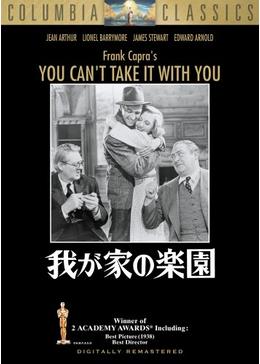 COLUMBIA CLASSICS
JEAN ARTHUR LIONEL BARRYMORE JAMES STEWART EDWARD ARNOLD
Frank Capra's
YOU CAN'T TAKE IT WITH YOU
我が家の楽園
Winner of
2 ACADEMY AWARDS® Including:
Best Picture (1938)
Best Director
DIGITALLY REMASTERED